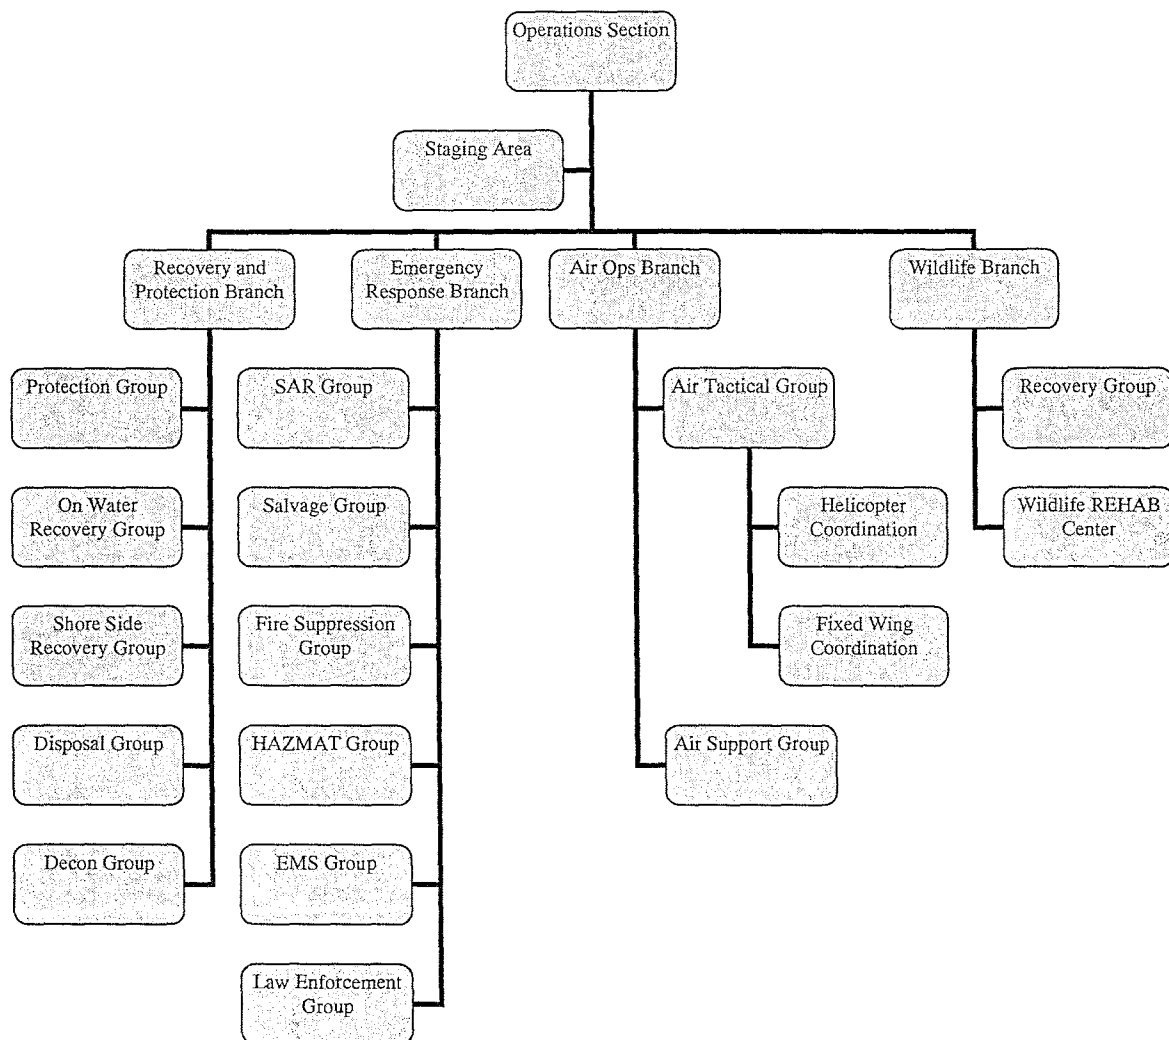 Operations Section
Staging Area
Recovery and
Protection Branch
Emergency
Response Branch
Air Ops Branch
Wildlife Branch
Protection Group
SAR Group
Air Tactical Group
Recovery Group
On Water
Recovery Group
Salvage Group
Helicopter
Coordination
Wildlife REHAB
Center
Shore Side
Recovery Group
Fire Suppression
Group
Fixed Wing
Coordination
Disposal Group
HAZMAT Group
Air Support Group
Decon Group
EMS Group
Law Enforcement
Group